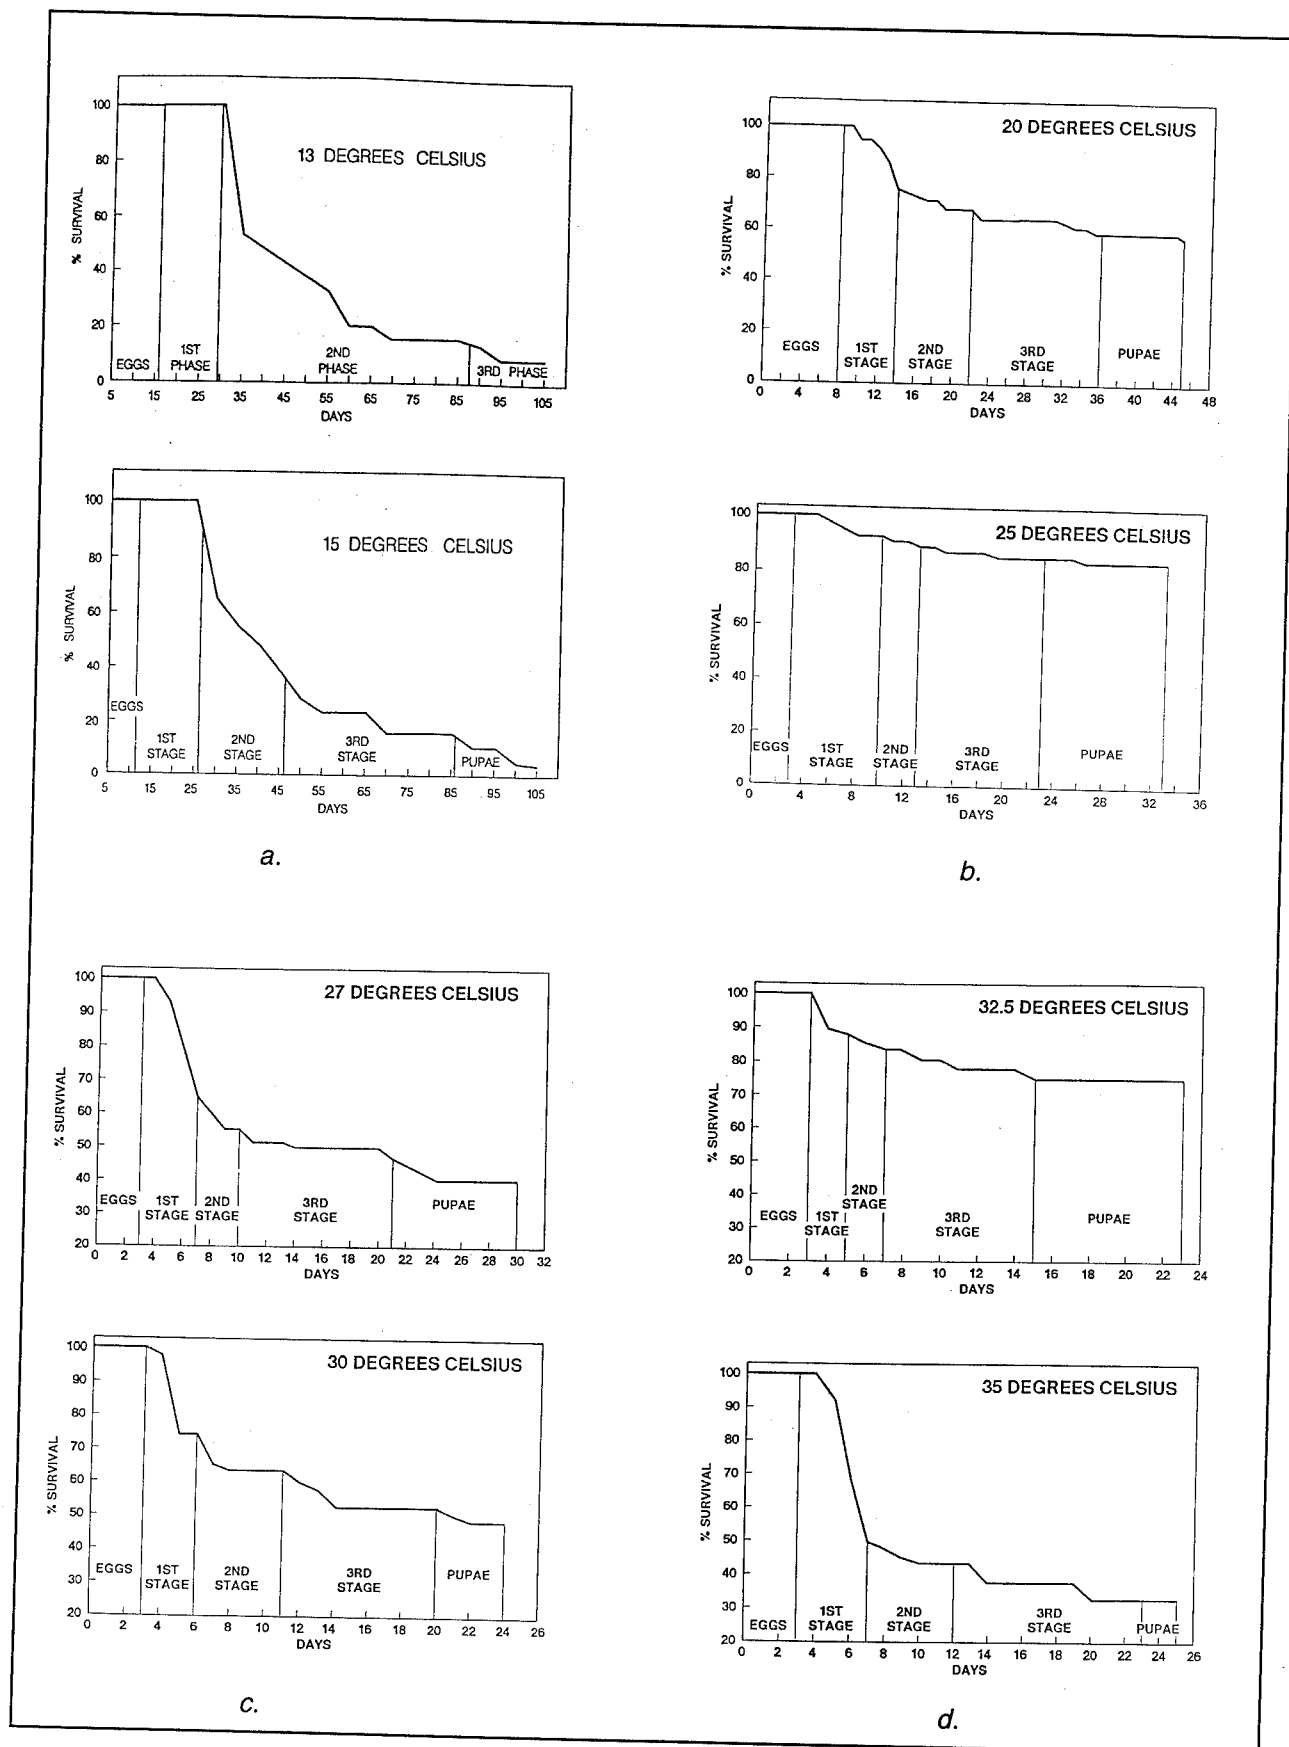 13 DEGREES CELSIUS
% SURVIVAL
100
80
60
40
20
0
EGGS
1ST
PHASE
2ND
PHASE
3RD PHASE
5 15 25 35 45 55 65 75 85 95 105
DAYS
20 DEGREES CELSIUS
% SURVIVAL
100
80
60
40
20
0
EGGS
1ST
STAGE
2ND
STAGE
3RD
STAGE
PUPAE
0 4 8 12 16 20 24 28 32 36 40 44 48
DAYS
15 DEGREES CELSIUS
% SURVIVAL
100
80
60
40
20
0
EGGS
1ST
STAGE
2ND
STAGE
3RD
STAGE
PUPAE
5 15 25 35 45 55 65 75 85 95 105
DAYS
a.
25 DEGREES CELSIUS
% SURVIVAL
100
80
60
40
20
0
EGGS
1ST
STAGE
2ND
STAGE
3RD
STAGE
PUPAE
0 4 8 12 16 20 24 28 32 36
DAYS
b.
27 DEGREES CELSIUS
% SURVIVAL
100
90
80
70
60
50
40
30
20
EGGS
1ST
STAGE
2ND
STAGE
3RD
STAGE
PUPAE
0 2 4 6 8 10 12 14 16 18 20 22 24 26 28 30 32
DAYS
32.5 DEGREES CELSIUS
% SURVIVAL
100
90
80
70
60
50
40
30
20
EGGS
1ST
STAGE
2ND
STAGE
3RD
STAGE
PUPAE
0 2 4 6 8 10 12 14 16 18 20 22 24
DAYS
30 DEGREES CELSIUS
% SURVIVAL
100
90
80
70
60
50
40
30
20
EGGS
1ST
STAGE
2ND
STAGE
3RD
STAGE
PUPAE
0 2 4 6 8 10 12 14 16 18 20 22 24 26
DAYS
c.
35 DEGREES CELSIUS
% SURVIVAL
100
90
80
70
60
50
40
30
20
EGGS
1ST
STAGE
2ND
STAGE
3RD
STAGE
PUPAE
0 2 4 6 8 10 12 14 16 18 20 22 24 26
DAYS
d.